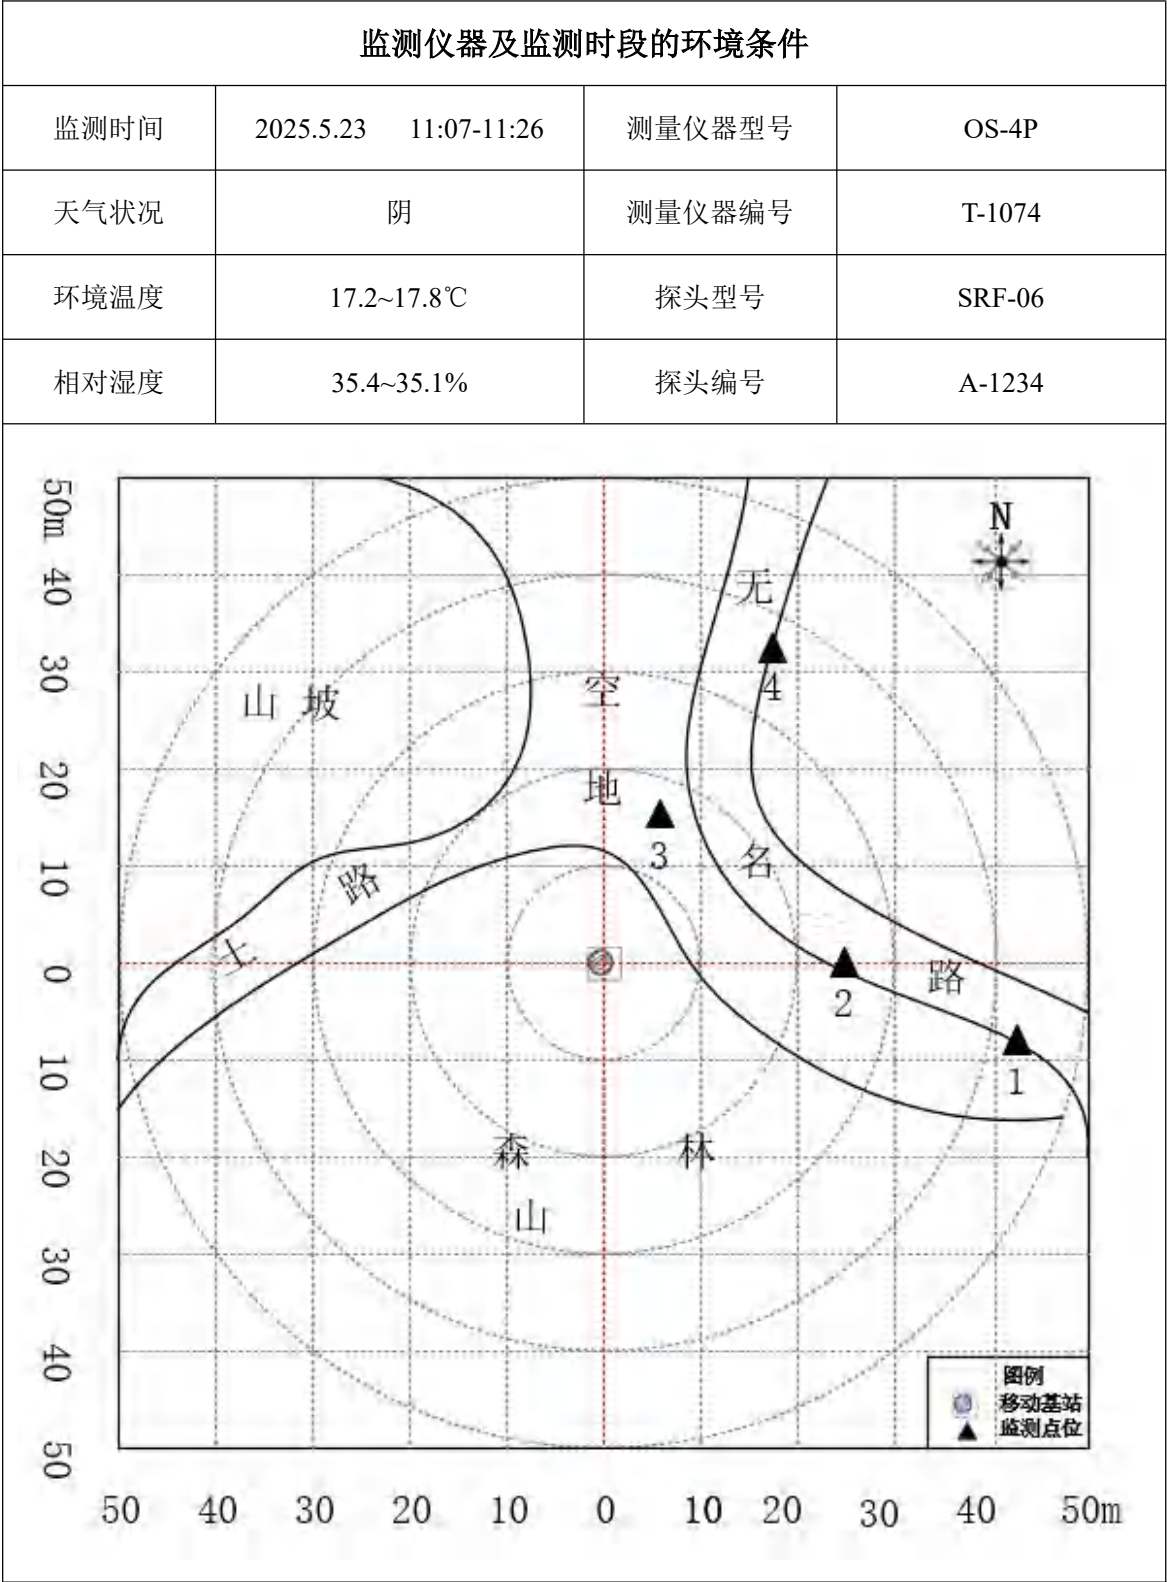 监测仪器及监测时段的环境条件
监测时间 2025.5.23 11:07-11:26 测量仪器型号 OS-4P
天气状况 阴 测量仪器编号 T-1074
环境温度 17.2~17.8℃ 探头型号 SRF-06
相对湿度 35.4~35.1% 探头编号 A-1234
50m
40
30
20
10
0
10
20
30
40
50
N
无
4
山坡
空
地
3
名
路
土
2
路
1
森林
山
图例
移动基站
监测点位
50 40 30 20 10 0 10 20 30 40 50m